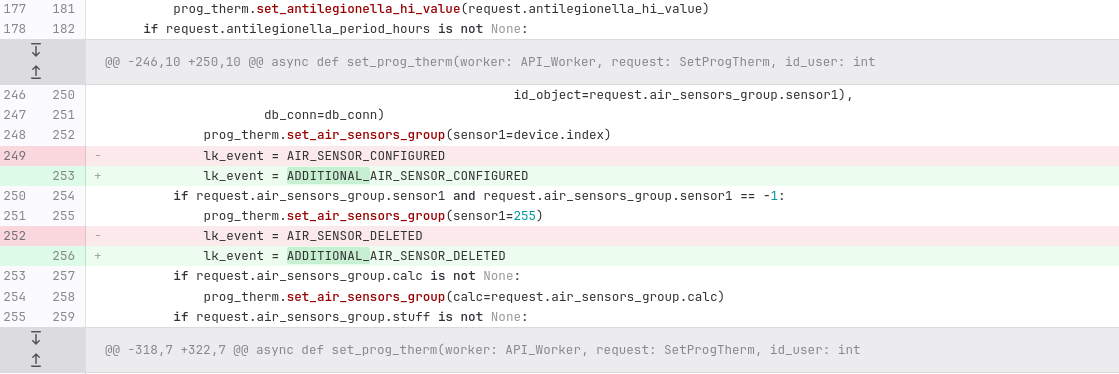 177 181 prog_therm.set_antilegionella_hi_value(request.antilegionella_hi_value)
178 182 if request.antilegionella_period_hours is not None:
@@ -246,10 +250,10 @@ async def set_prog_therm(worker: API_Worker, request: SetProgTherm, id_user: int
246 250 id_object=request.air_sensors_group.sensor1),
247 251 db_conn=db_conn)
248 252 prog_therm.set_air_sensors_group(sensor1=device.index)
249 - lk_event = AIR_SENSOR_CONFIGURED
253 + lk_event = ADDITIONAL_AIR_SENSOR_CONFIGURED
250 254 if request.air_sensors_group.sensor1 and request.air_sensors_group.sensor1 == -1:
251 255 prog_therm.set_air_sensors_group(sensor1=255)
252 - lk_event = AIR_SENSOR_DELETED
256 + lk_event = ADDITIONAL_AIR_SENSOR_DELETED
253 257 if request.air_sensors_group.calc is not None:
254 258 prog_therm.set_air_sensors_group(calc=request.air_sensors_group.calc)
255 259 if request.air_sensors_group.stuff is not None:
@@ -318,7 +322,7 @@ async def set_prog_therm(worker: API_Worker, request: SetProgTherm, id_user: int